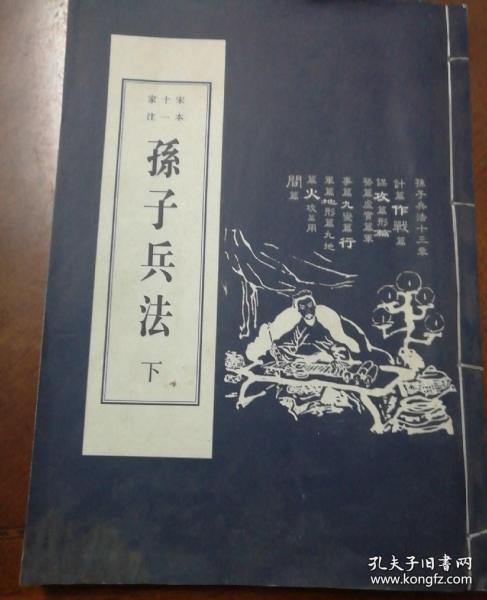 宋本
十一
家注
孫子兵法
下
孫子兵法十三章
計篇作戰篇
謀攻篇形篇
勢篇虛實篇軍
事篇九變篇行
軍篇地形篇九地
篇火攻篇用
間篇
孔夫子旧书网
www.kongfz.com